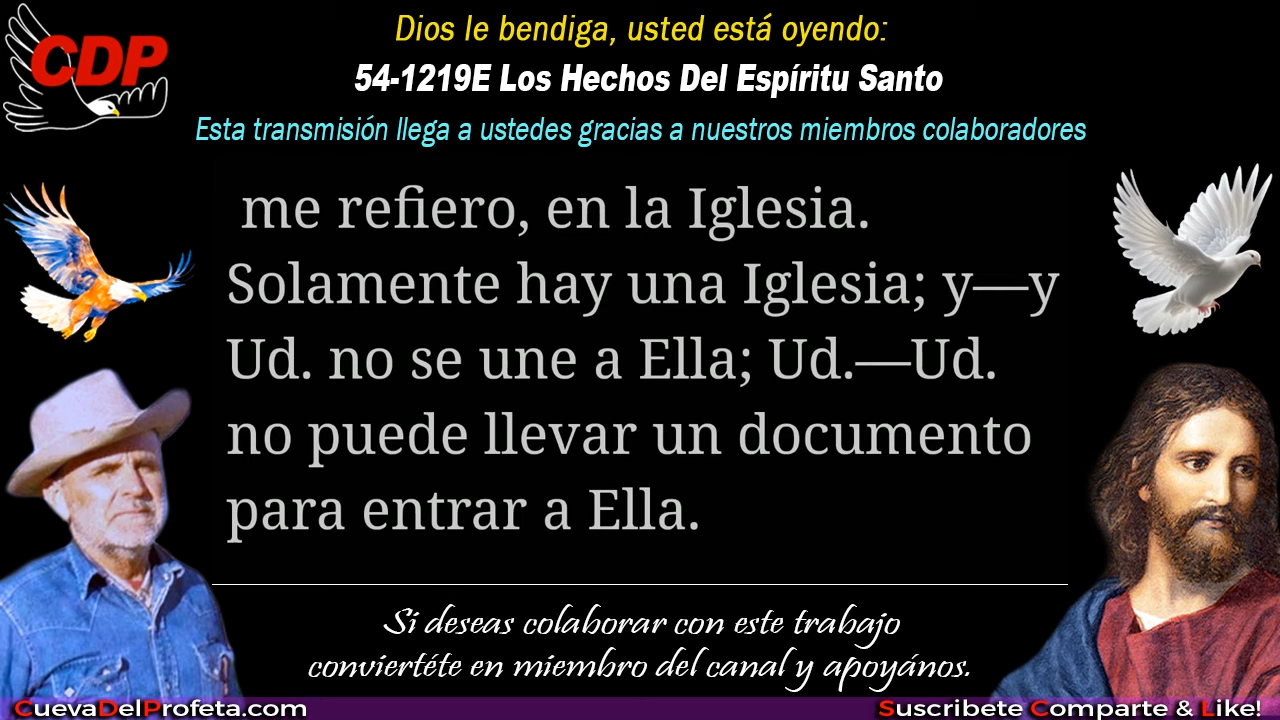 CDP
Dios le bendiga, usted está oyendo:
54-1219E Los Hechos Del Espíritu Santo
Esta transmisión llega a ustedes gracias a nuestros miembros colaboradores
me refiero, en la Iglesia.
Solamente hay una Iglesia; y—y
Ud. no se une a Ella; Ud.—Ud.
no puede llevar un documento
para entrar a Ella.
Si deseas colaborar con este trabajo
conviertéte en miembro del canal y apoyános.
CuevaDelProfeta.com
Suscribete Comparte & Like!